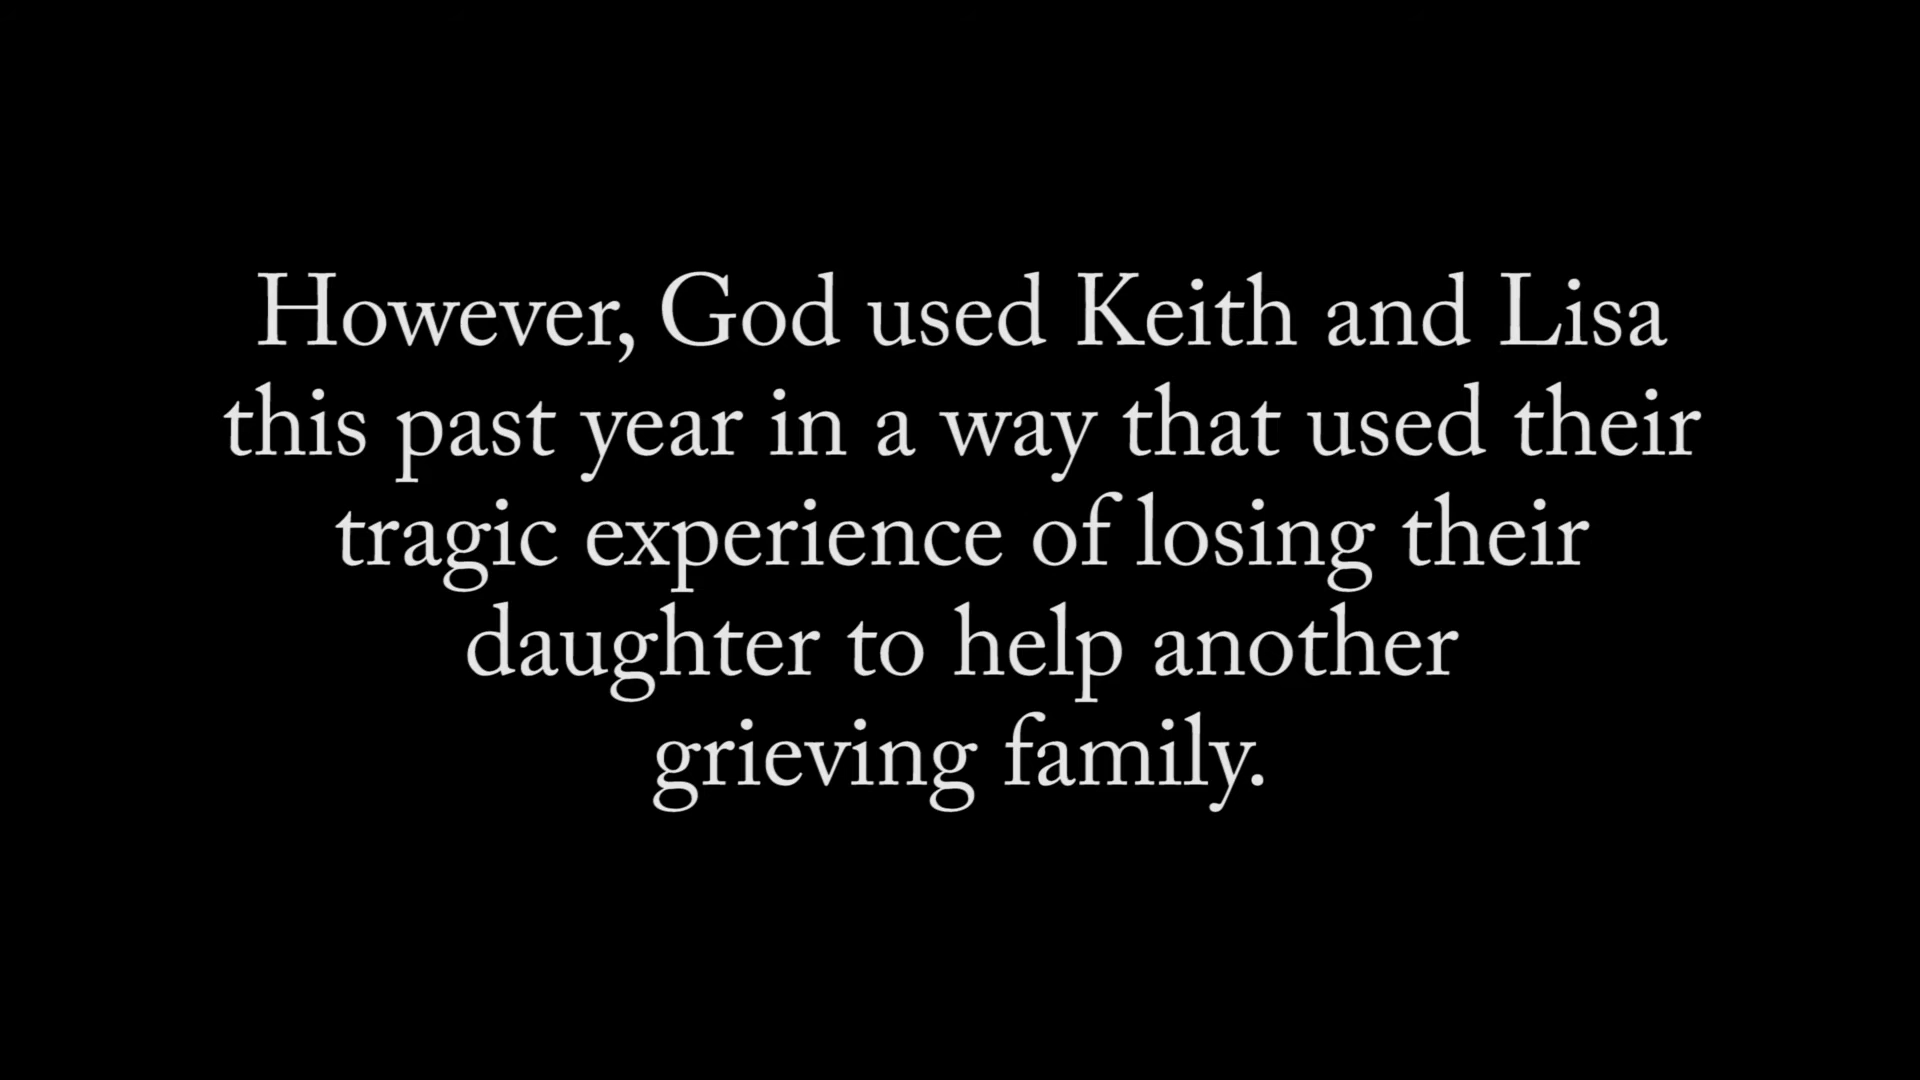 However, God used Keith and Lisa
this past year in a way that used their
tragic experience of losing their
daughter to help another
grieving family.